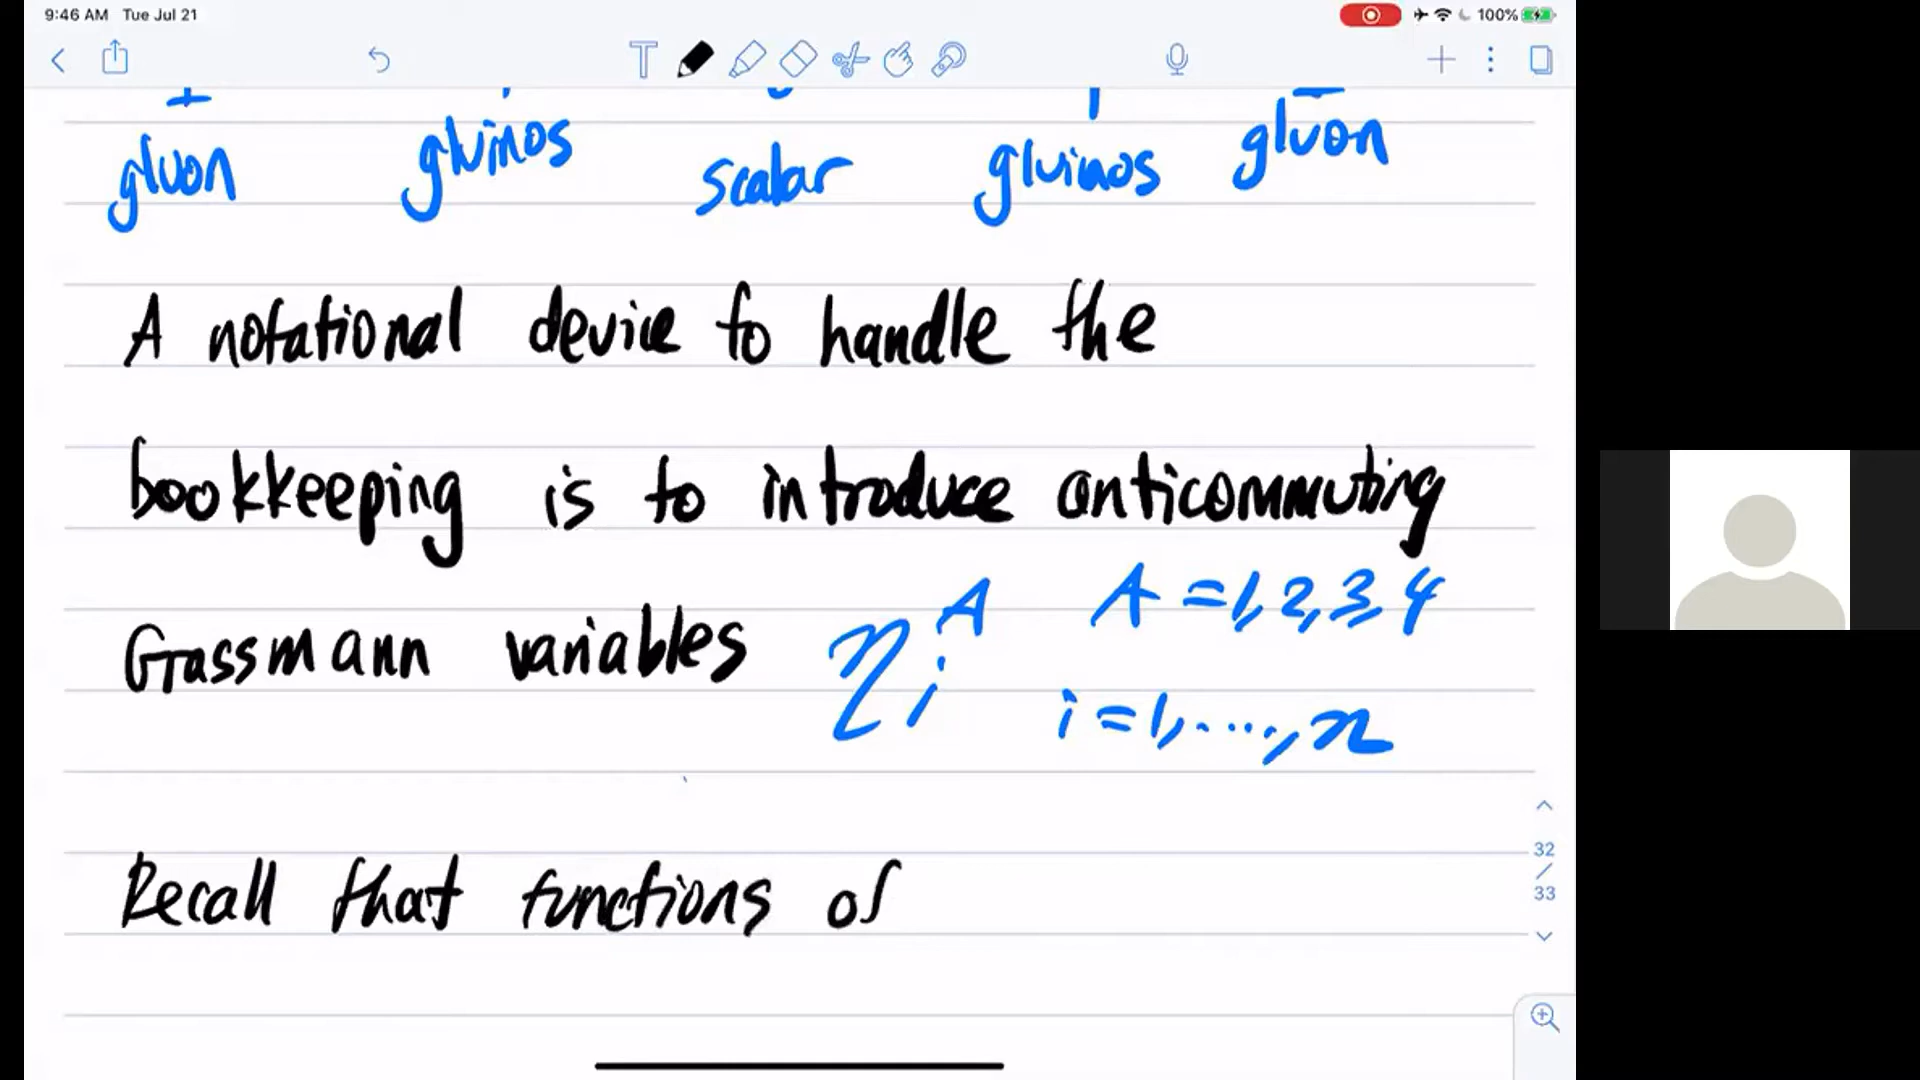 9:46 AM Tue Jul 21
100%
T
gluon gluinos scalar gluinos gluon
A notational device to handle the
bookkeeping is to introduce anticommuting
Grassmann variables η_i^A A = 1, 2, 3, 4
i = 1, ..., n
32
/
33
Recall that functions of